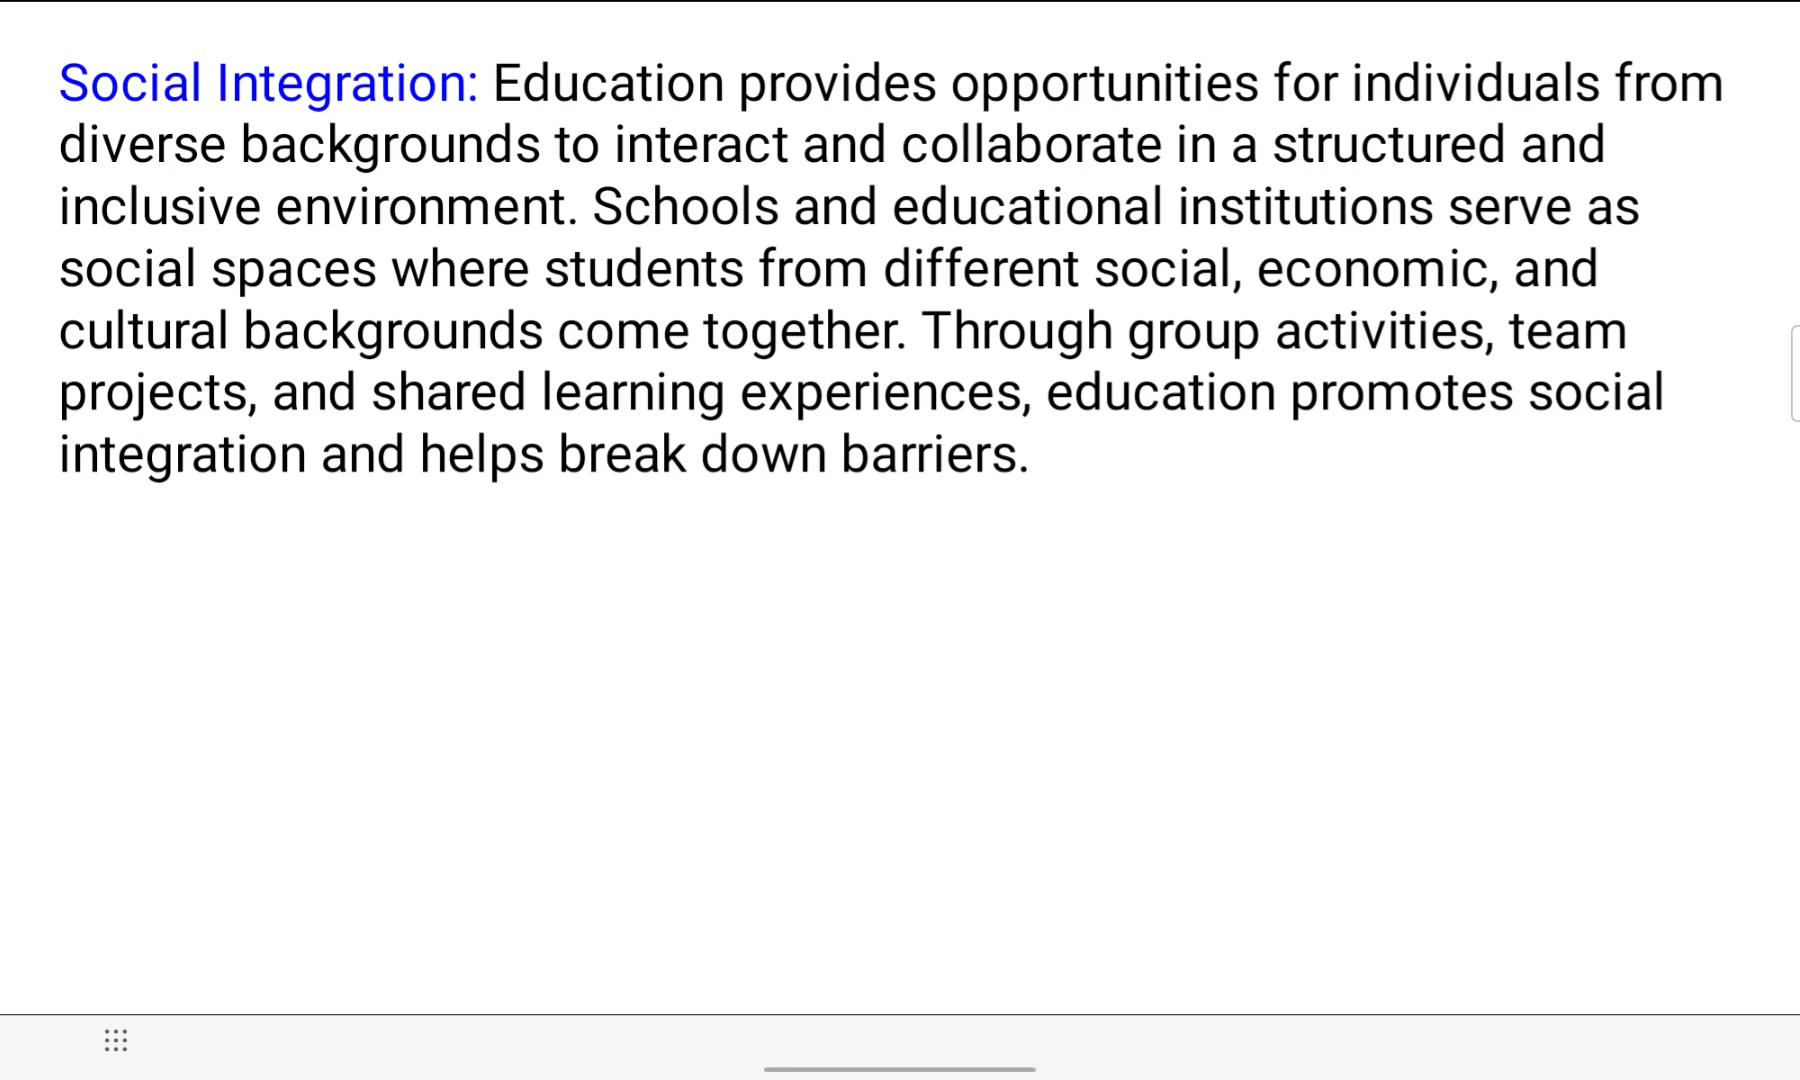 Social Integration: Education provides opportunities for individuals from
diverse backgrounds to interact and collaborate in a structured and
inclusive environment. Schools and educational institutions serve as
social spaces where students from different social, economic, and
cultural backgrounds come together. Through group activities, team
projects, and shared learning experiences, education promotes social
integration and helps break down barriers.